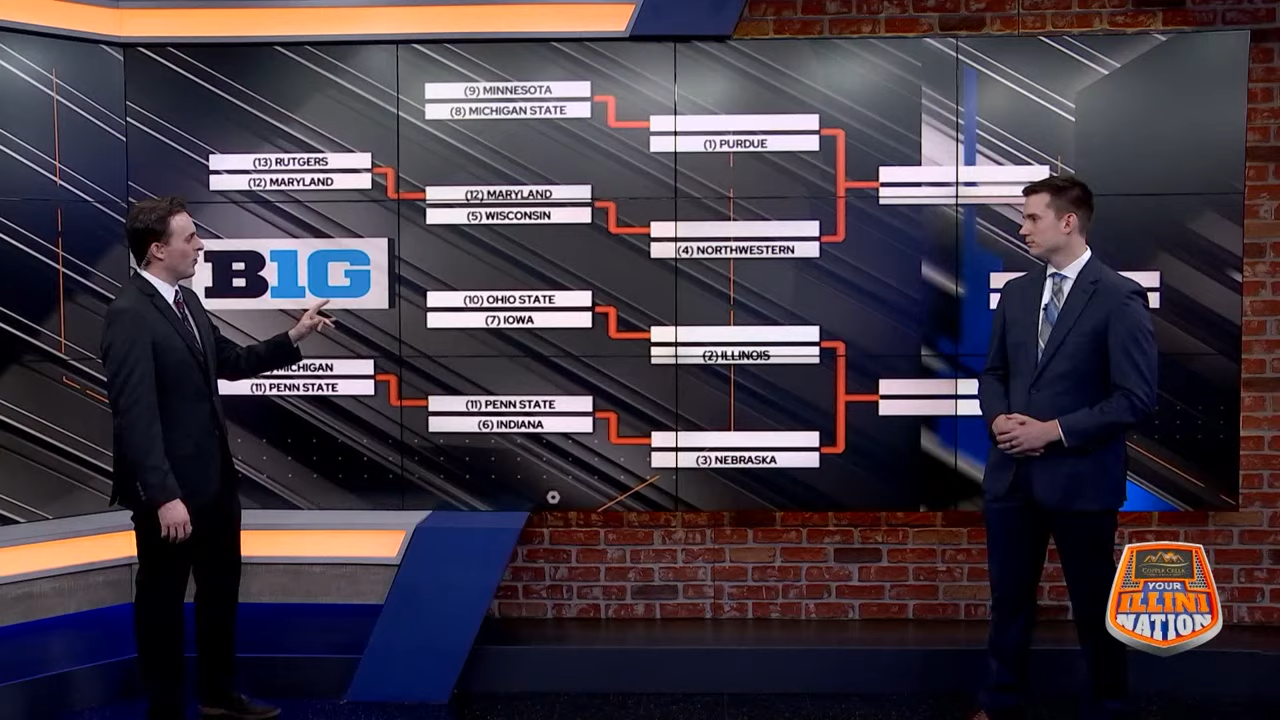 (9) MINNESOTA
(8) MICHIGAN STATE
(1) PURDUE
(13) RUTGERS
(12) MARYLAND
(12) MARYLAND
(5) WISCONSIN
(4) NORTHWESTERN
B1G
(10) OHIO STATE
(7) IOWA
(2) ILLINOIS
MICHIGAN
(11) PENN STATE
(11) PENN STATE
(6) INDIANA
(3) NEBRASKA
COPPER CREEK
YOUR
ILLINI
NATION